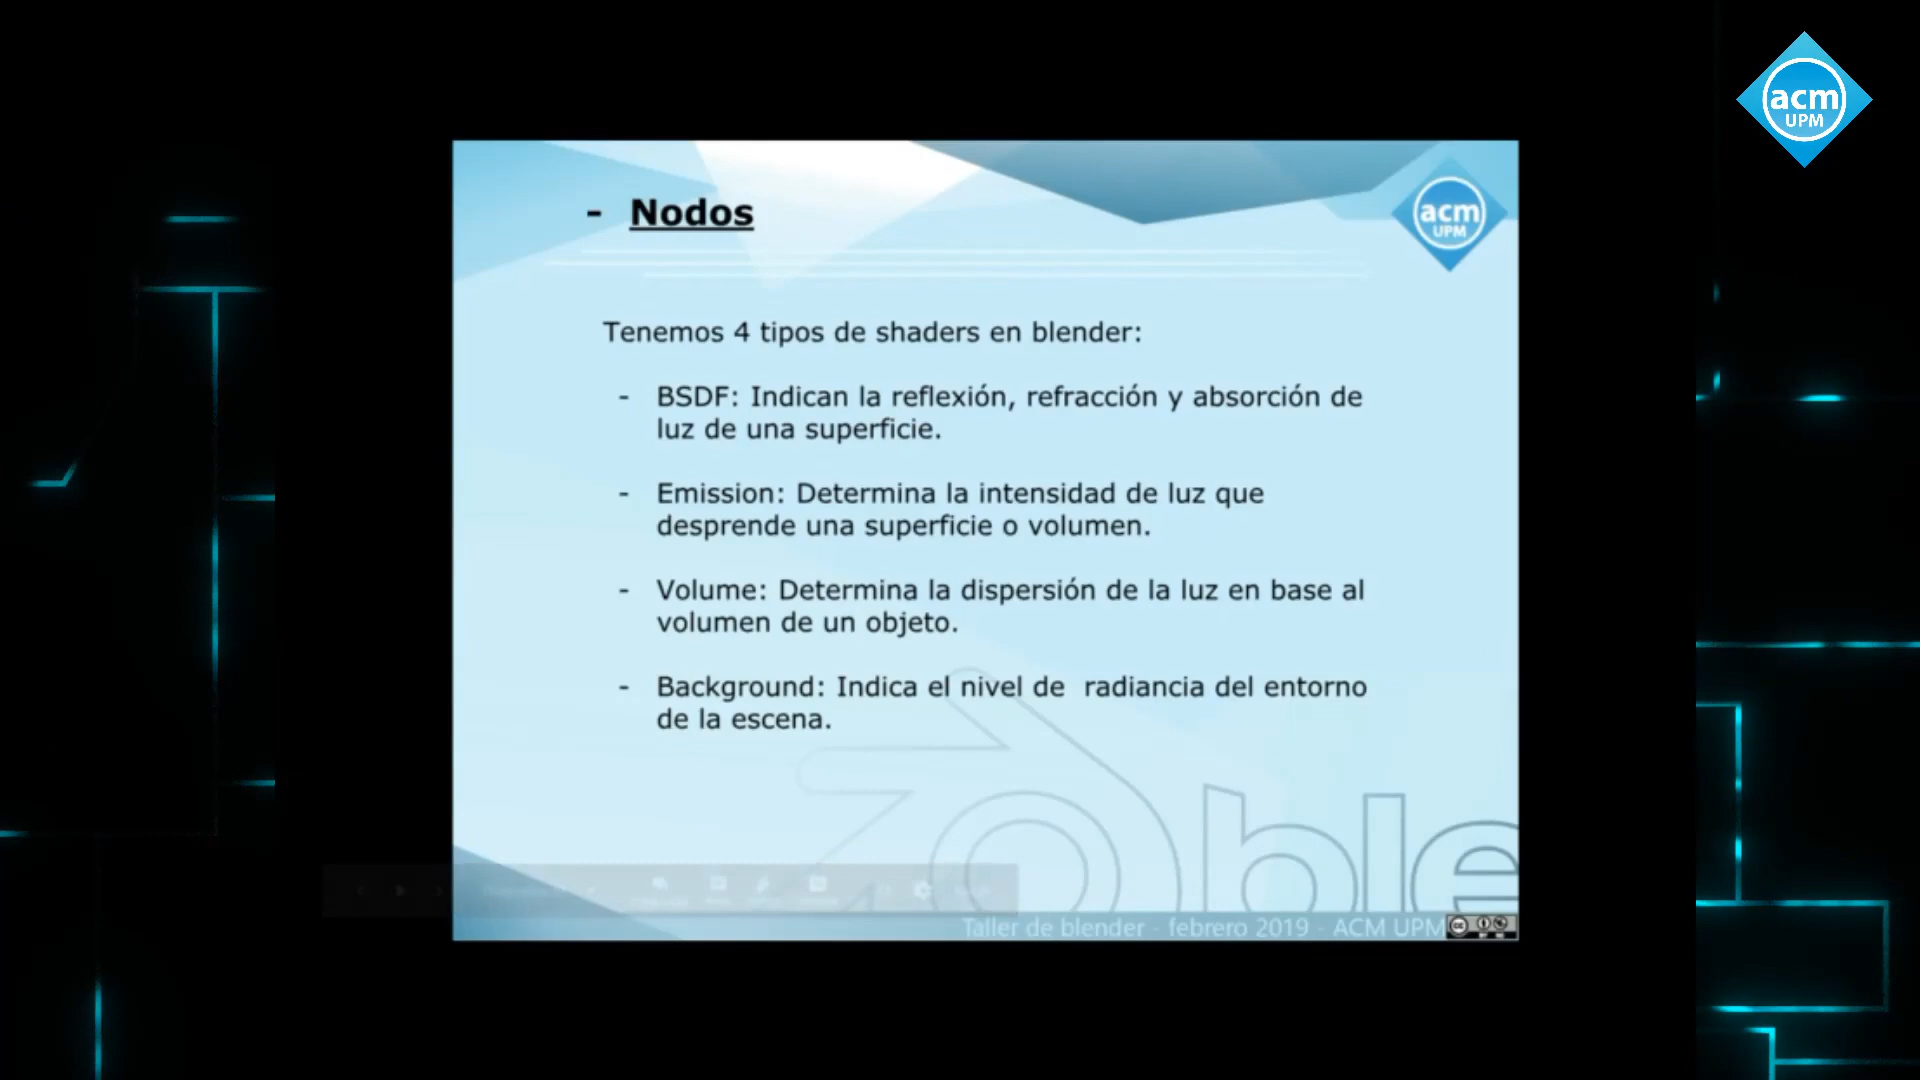 acm
UPM
- Nodos
acm
UPM
Tenemos 4 tipos de shaders en blender:
- BSDF: Indican la reflexión, refracción y absorción de
luz de una superficie.
- Emission: Determina la intensidad de luz que
desprende una superficie o volumen.
- Volume: Determina la dispersión de la luz en base al
volumen de un objeto.
- Background: Indica el nivel de  radiancia del entorno
de la escena.
ble
Taller de blender - febrero 2019 - ACM UPM